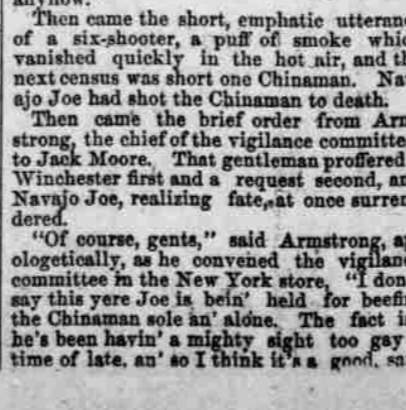 Then came the short, emphatic utteran
of a six-shooter, a puff of smoke whic
vanished quickly in the hot air, and th
next census was short one Chinaman. Na
ajo Joe had shot the Chinaman to death.
Then came the brief order from Arm
strong, the chief of the vigilance committe
to Jack Moore. That gentleman proffered
Winchester first and a request second, an
Navajo Joe, realizing fate, at once surren
dered.
"Of course, gents," said Armstrong, ap
ologetically, as he convened the vigilanc
committee in the New York store, "I don
say this yere Joe is bein' held for beefin
the Chinaman sole an' alone. The fact i
he's been havin' a mighty sight too gay
time of late, an' so I think it's a good, sa